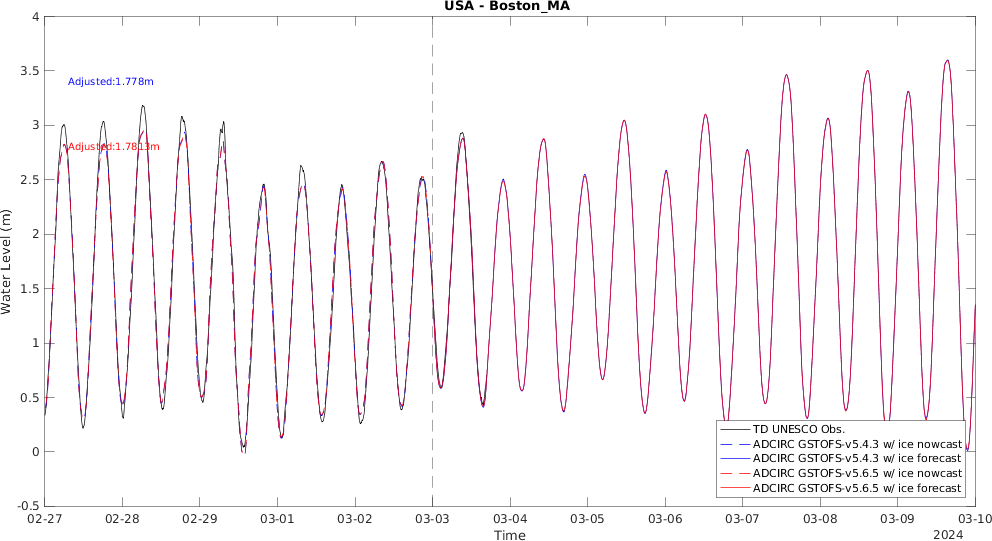 USA - Boston_MA
4
3.5
3
2.5
2
1.5
1
0.5
0
-0.5
Water Level (m)
Adjusted:1.778m
Adjusted:1.7813m
TD UNESCO Obs.
ADCIRC GSTOFS-v5.4.3 w/ ice nowcast
ADCIRC GSTOFS-v5.4.3 w/ ice forecast
ADCIRC GSTOFS-v5.6.5 w/ ice nowcast
ADCIRC GSTOFS-v5.6.5 w/ ice forecast
02-27 02-28 02-29 03-01 03-02 03-03 03-04 03-05 03-06 03-07 03-08 03-09 03-10
Time
2024